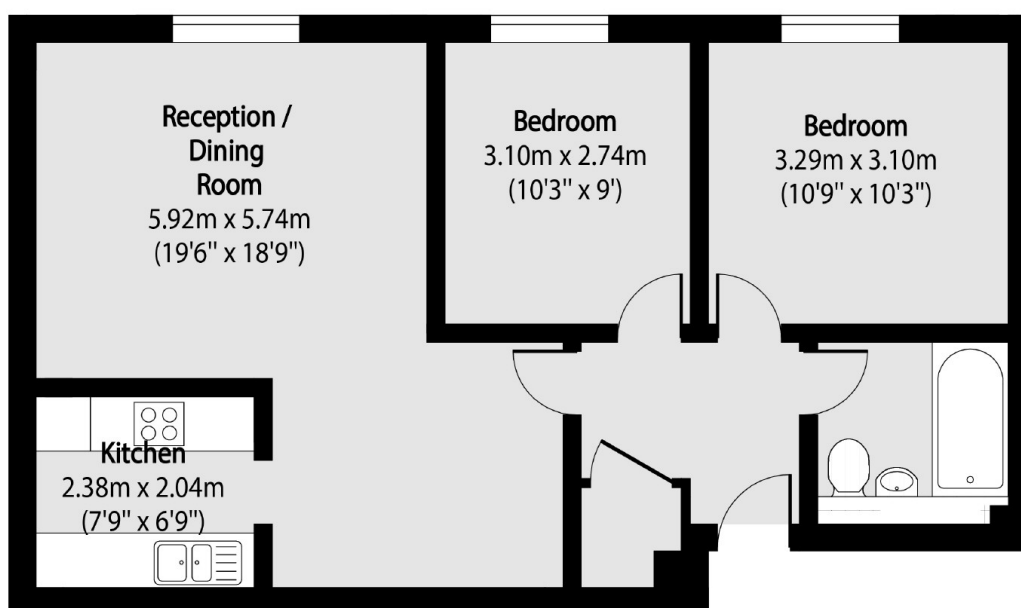 Reception /
Dining
Room
5.92m x 5.74m
(19'6" x 18'9")
Bedroom
3.10m x 2.74m
(10'3" x 9')
Bedroom
3.29m x 3.10m
(10'9" x 10'3")
Kitchen
2.38m x 2.04m
(7'9" x 6'9")